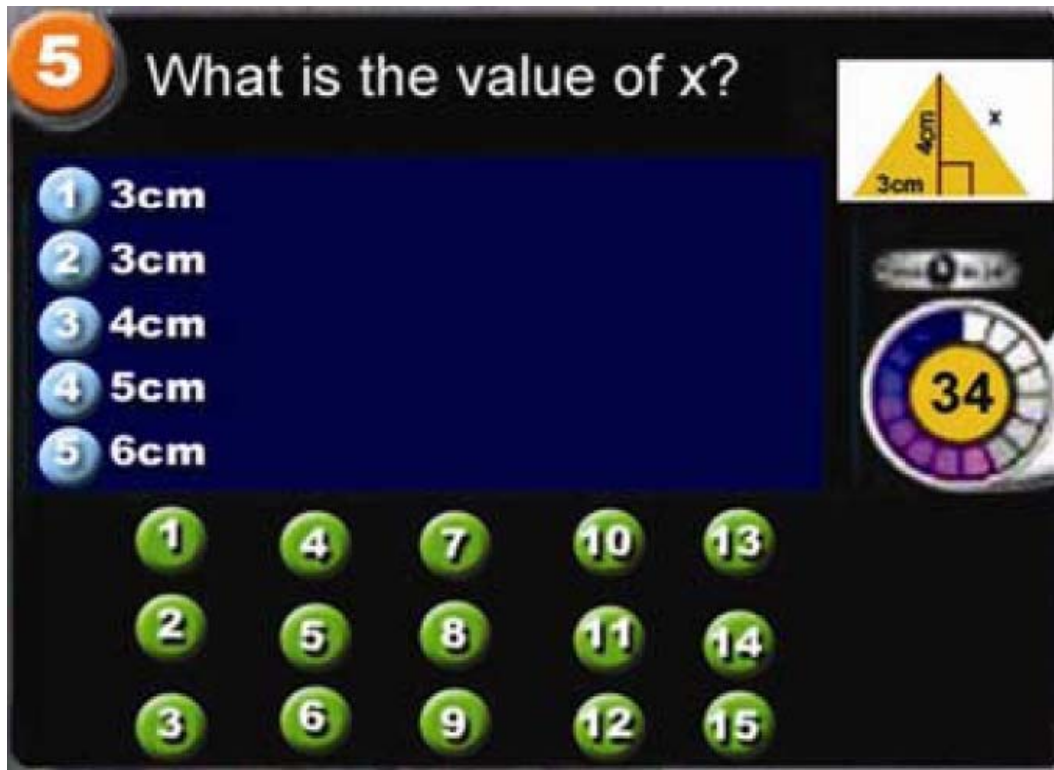 5 What is the value of x?
4cm
x
3cm
1 3cm
2 3cm
3 4cm
4 5cm
5 6cm
34
1 4 7 10 13
2 5 8 11 14
3 6 9 12 15